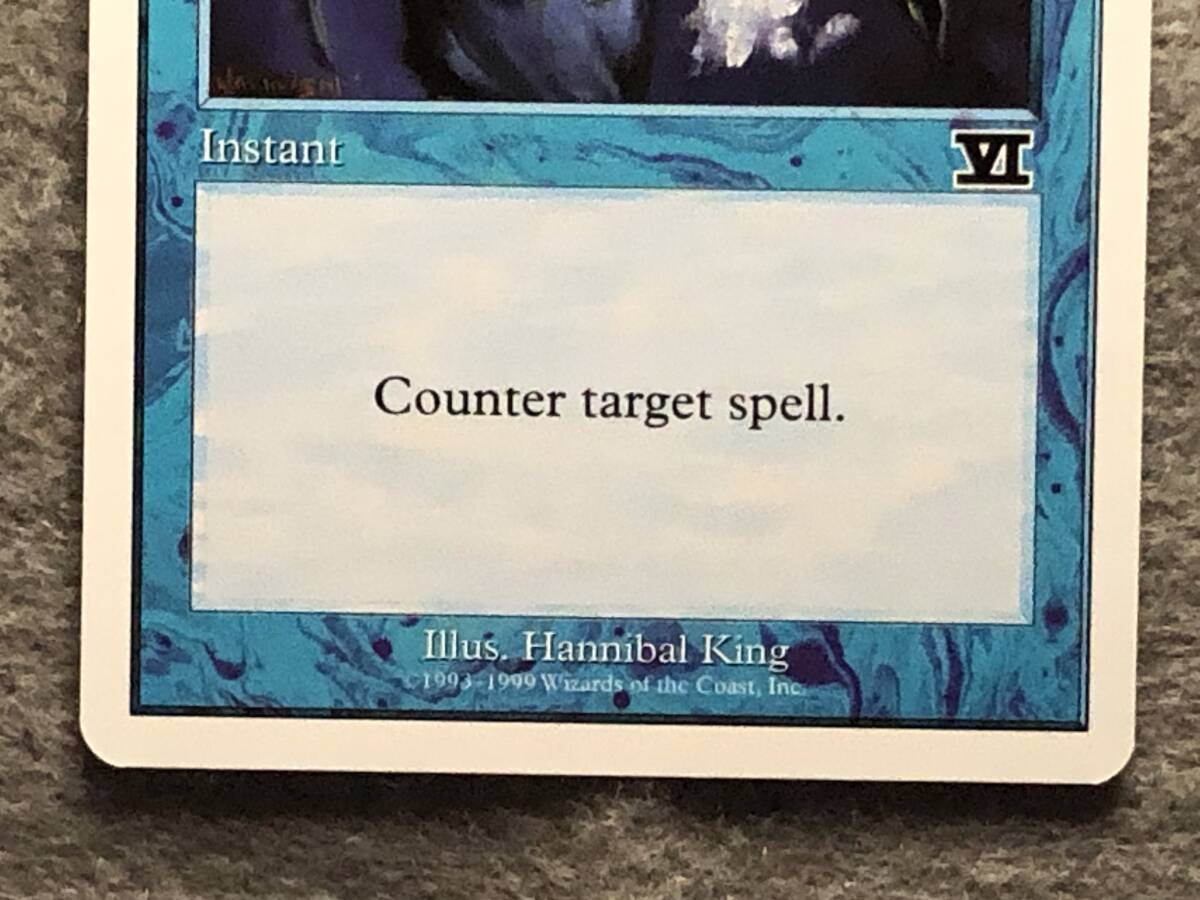 Instant
VI
Counter target spell.
Illus. Hannibal King
©1993-1999 Wizards of the Coast, Inc.